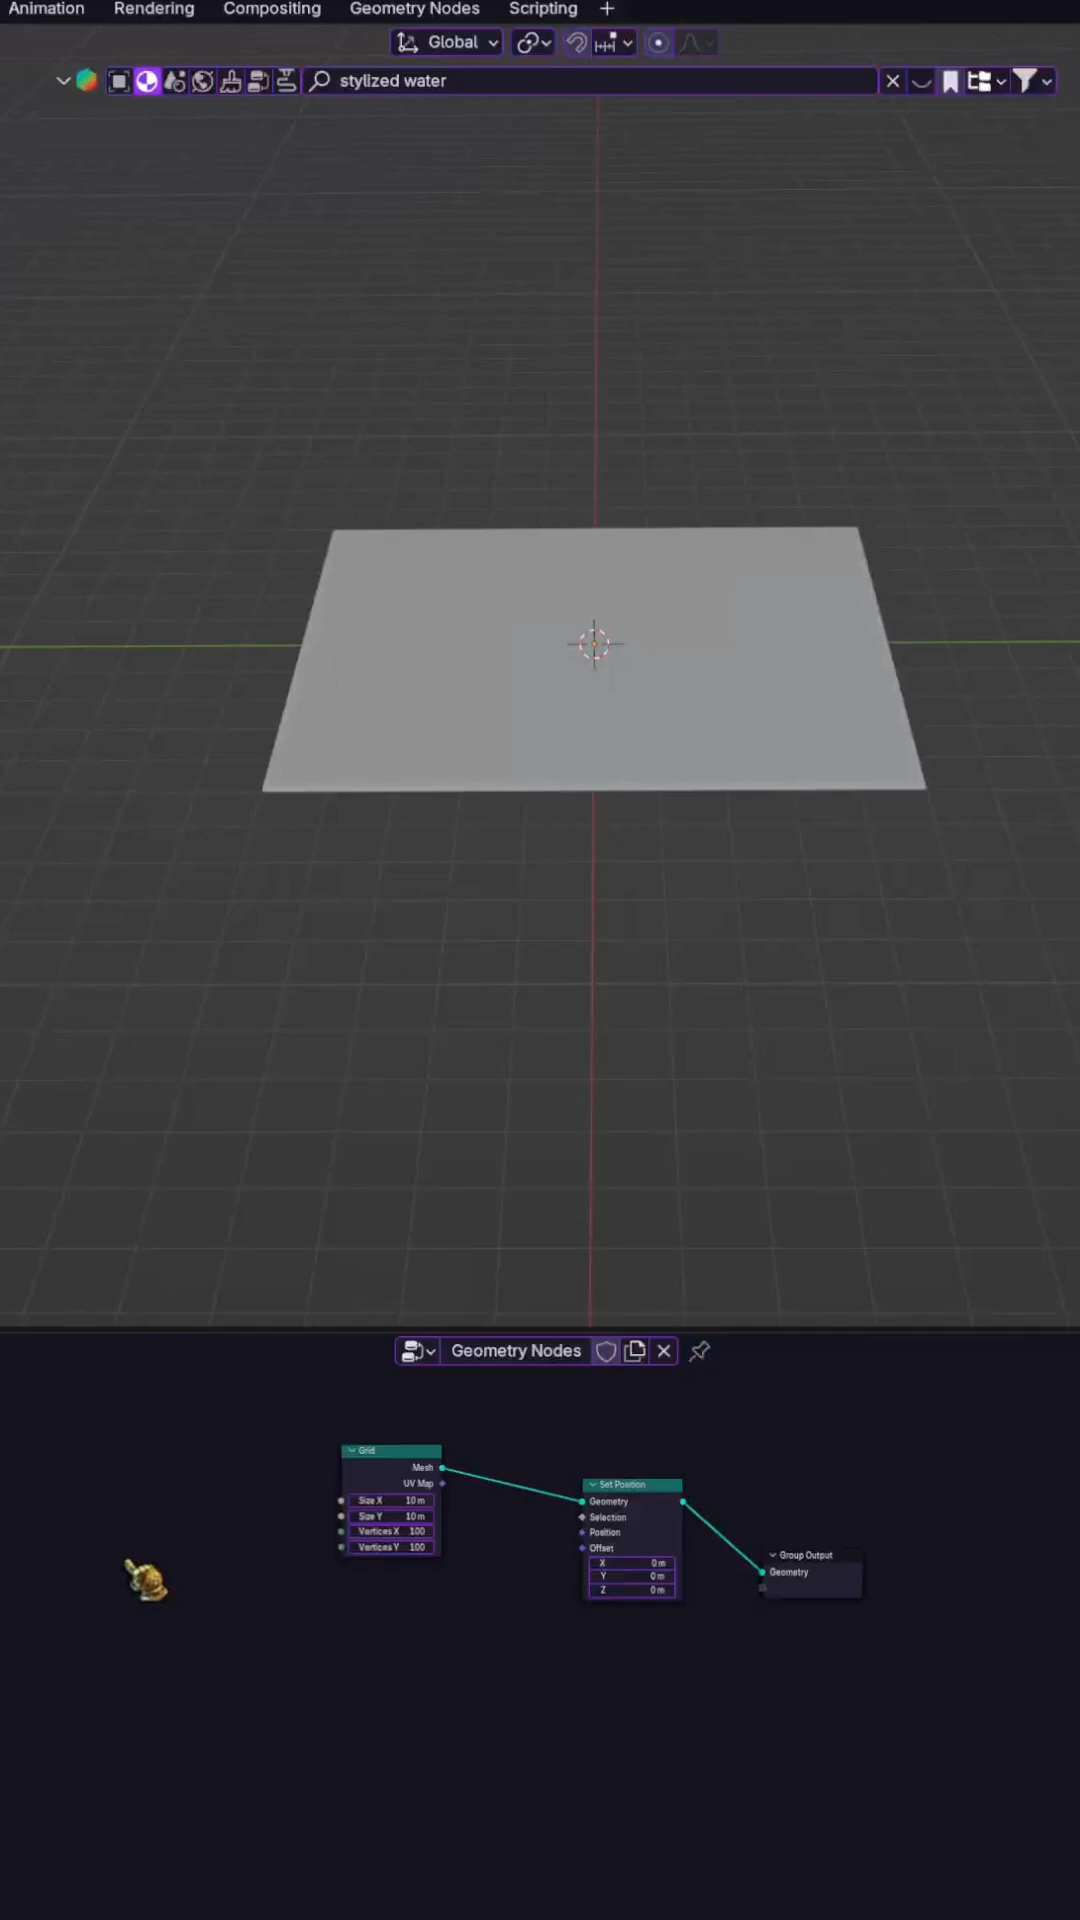 Animation Rendering Compositing Geometry Nodes Scripting +
Global
stylized water
Geometry Nodes
Grid
Mesh
UV Map
Size X 10 m
Size Y 10 m
Vertices X 100
Vertices Y 100
Set Position
Geometry
Selection
Position
Offset
X 0 m
Y 0 m
Z 0 m
Group Output
Geometry